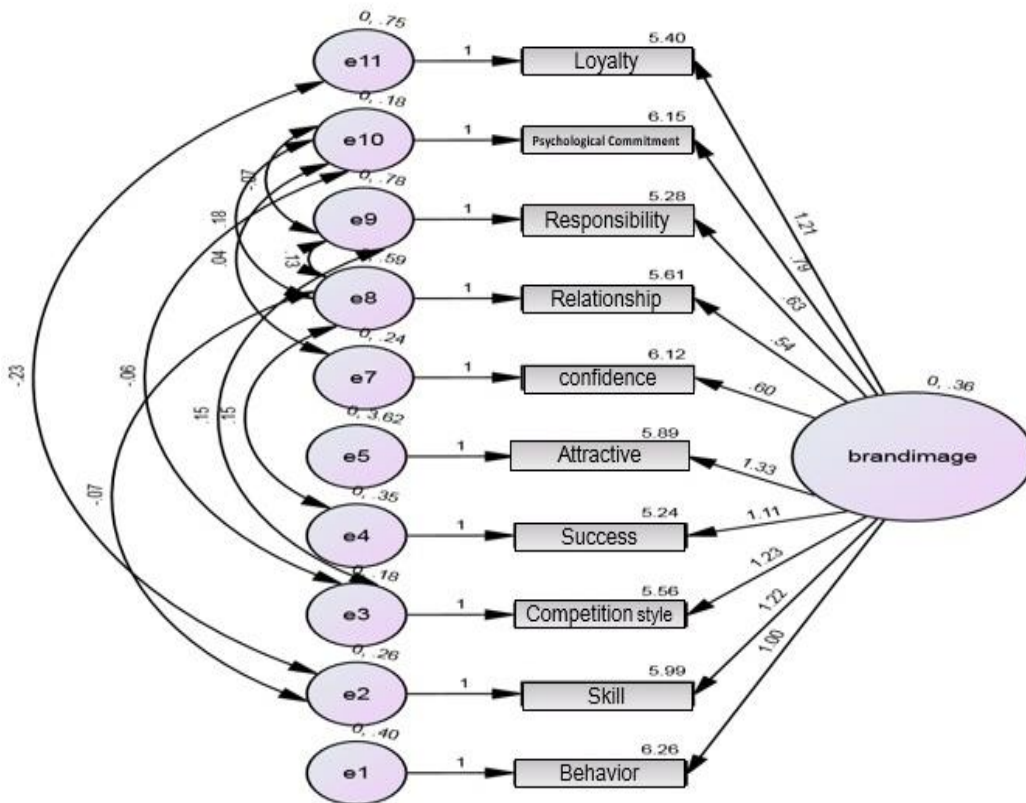 0, .75
e11
1
5.40
Loyalty
0, .18
e10
1
6.15
Psychological Commitment
0, .78
e9
1
5.28
Responsibility
0, .59
e8
1
5.61
Relationship
0, .24
e7
1
6.12
confidence
0, 3.62
e5
1
5.89
Attractive
0, .35
e4
1
5.24
Success
0, .18
e3
1
5.56
Competition style
0, .26
e2
1
5.99
Skill
0, .40
e1
1
6.26
Behavior
-.07
.18
.04
.13
-.23
-.06
.15
.15
-.07
1.21
.79
.63
.54
.60
1.33
1.11
1.23
1.22
1.00
0, .36
brandimage